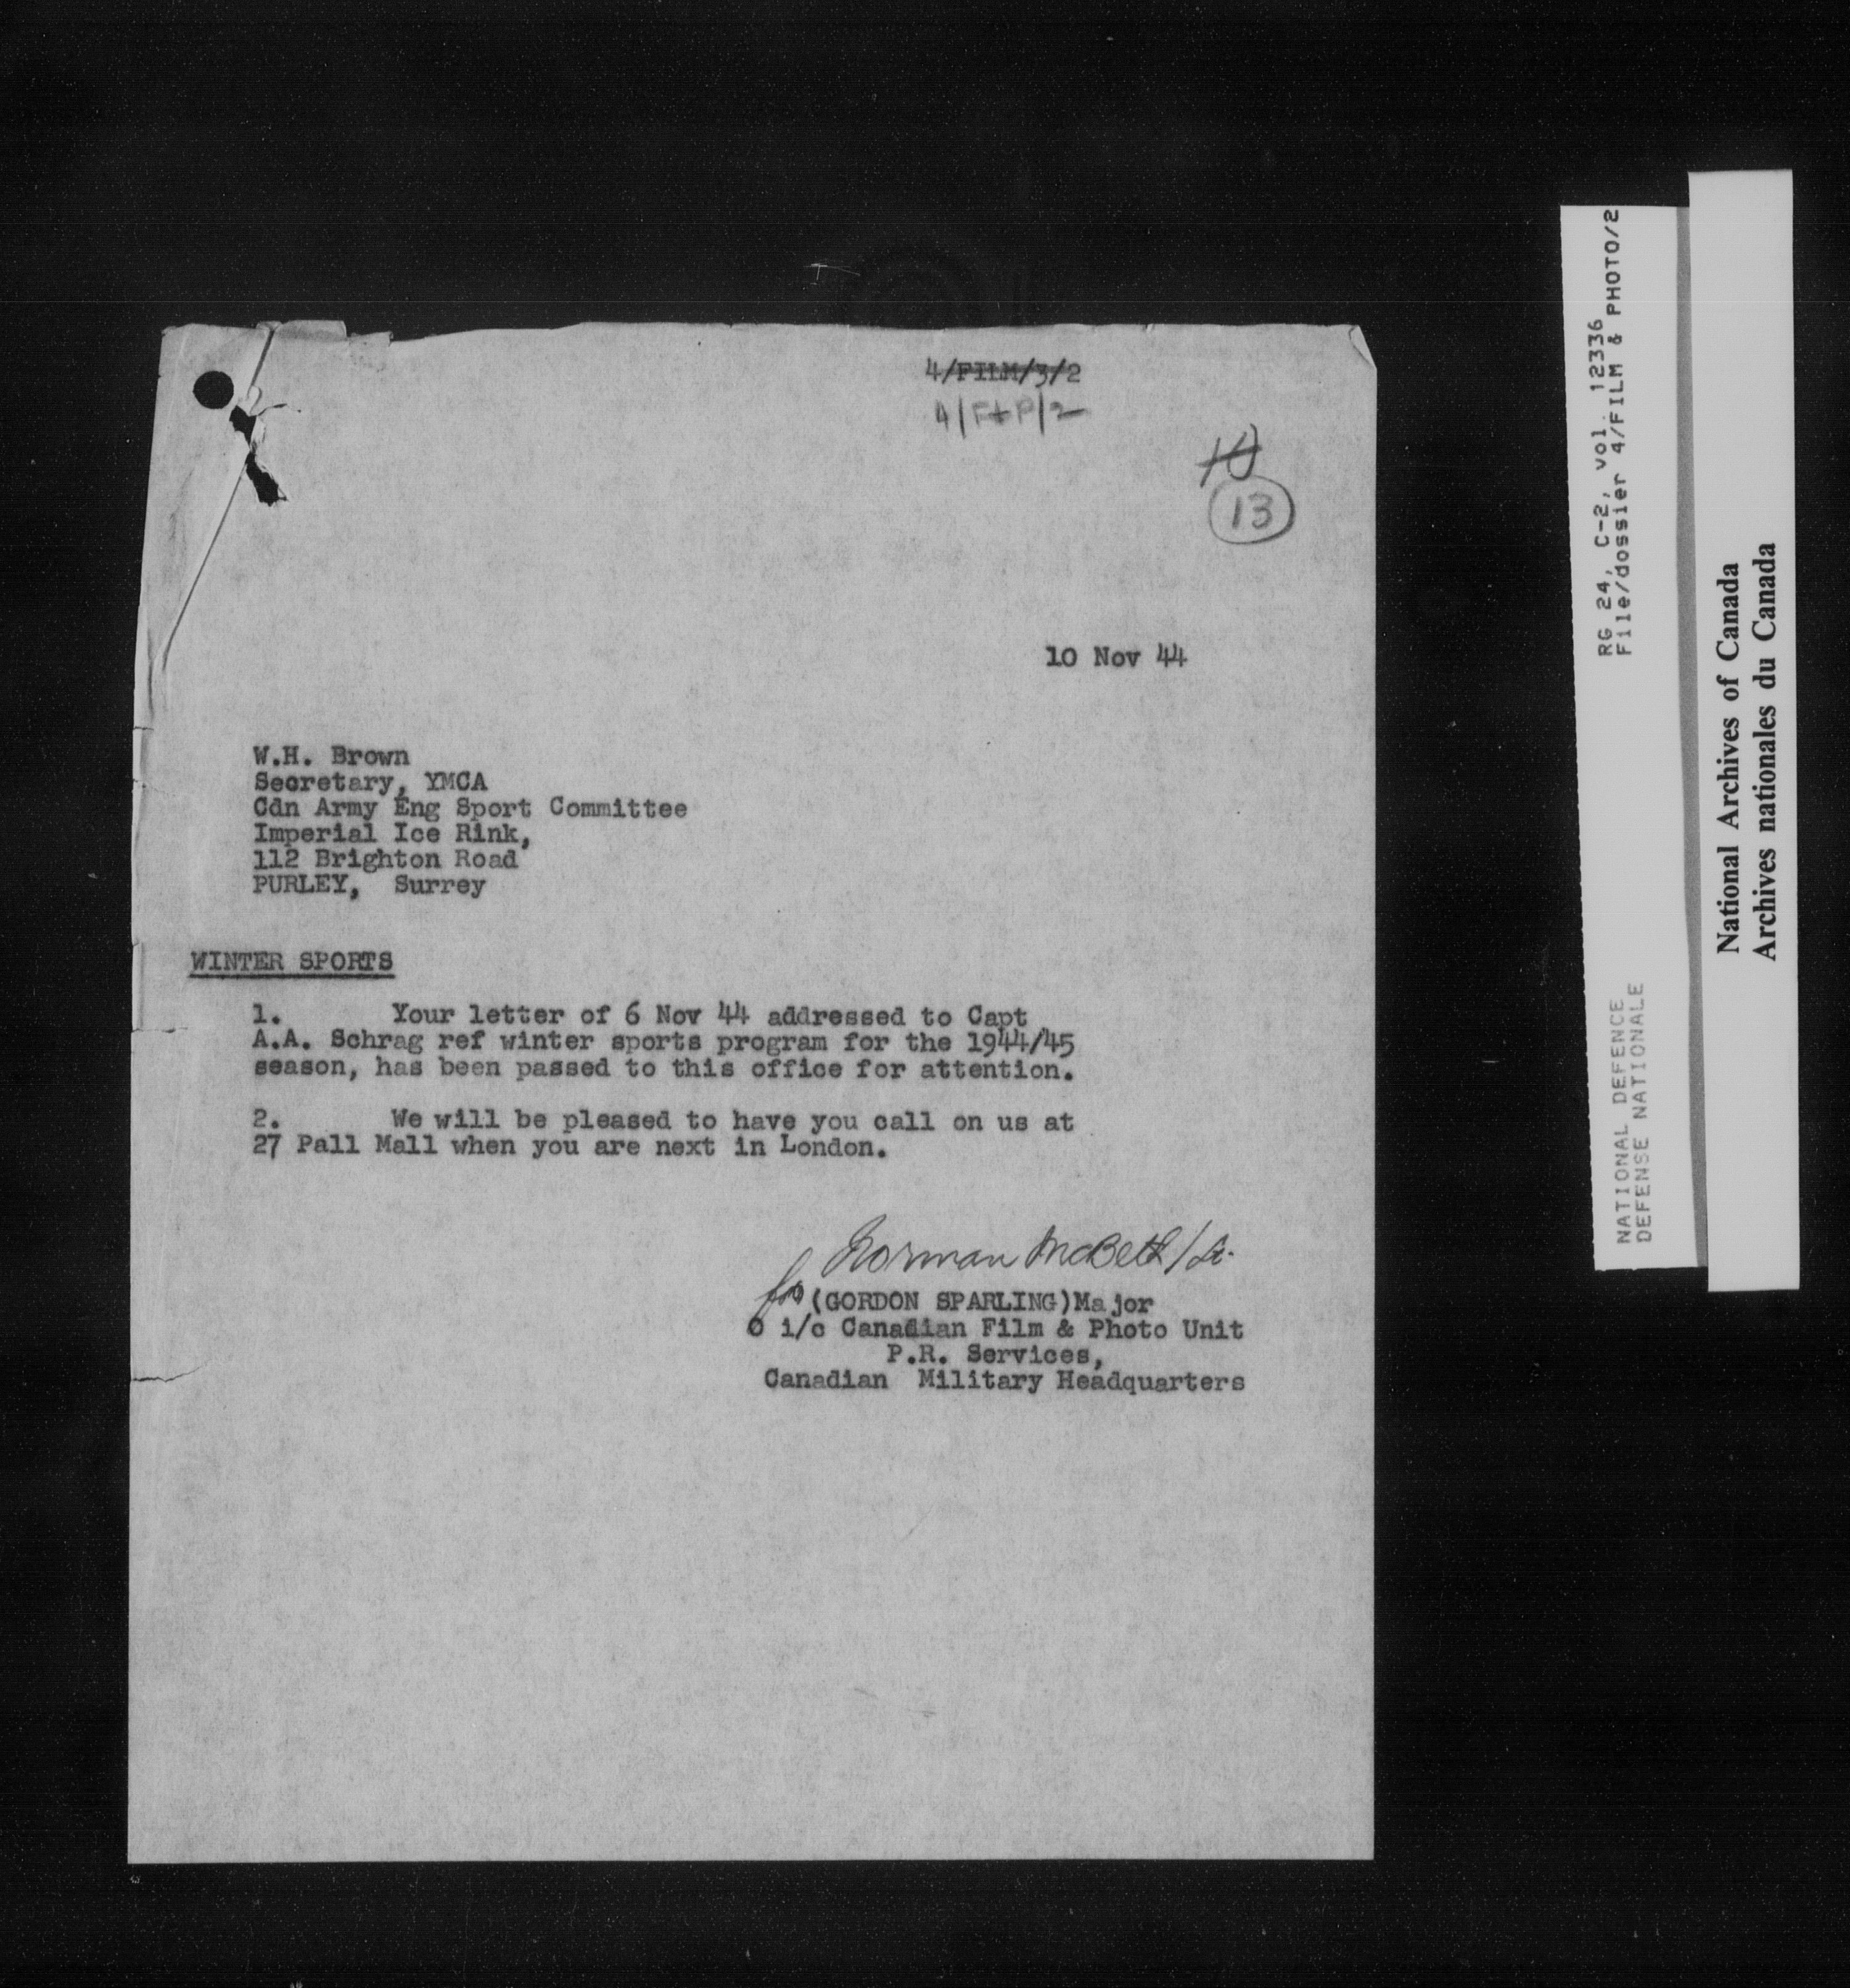 4/FILM/3/2
4/F+P/2
10
13
10 Nov 44
W.H. Brown
Secretary, YMCA
Cdn Army Eng Sport Committee
Imperial Ice Rink,
112 Brighton Road
PURLEY, Surrey
WINTER SPORTS
1. Your letter of 6 Nov 44 addressed to Capt
A.A. Schrag ref winter sports program for the 1944/45
season, has been passed to this office for attention.
2. We will be pleased to have you call on us at
27 Pall Mall when you are next in London.
Norman McBeth/Lt.
for (GORDON SPARLING)Major
O i/c Canadian Film & Photo Unit
P.R. Services,
Canadian Military Headquarters
RG 24, C-2, vol. 12336
File/dossier 4/FILM & PHOTO/2
NATIONAL DEFENCE
DEFENSE NATIONALE
National Archives of Canada
Archives nationales du Canada